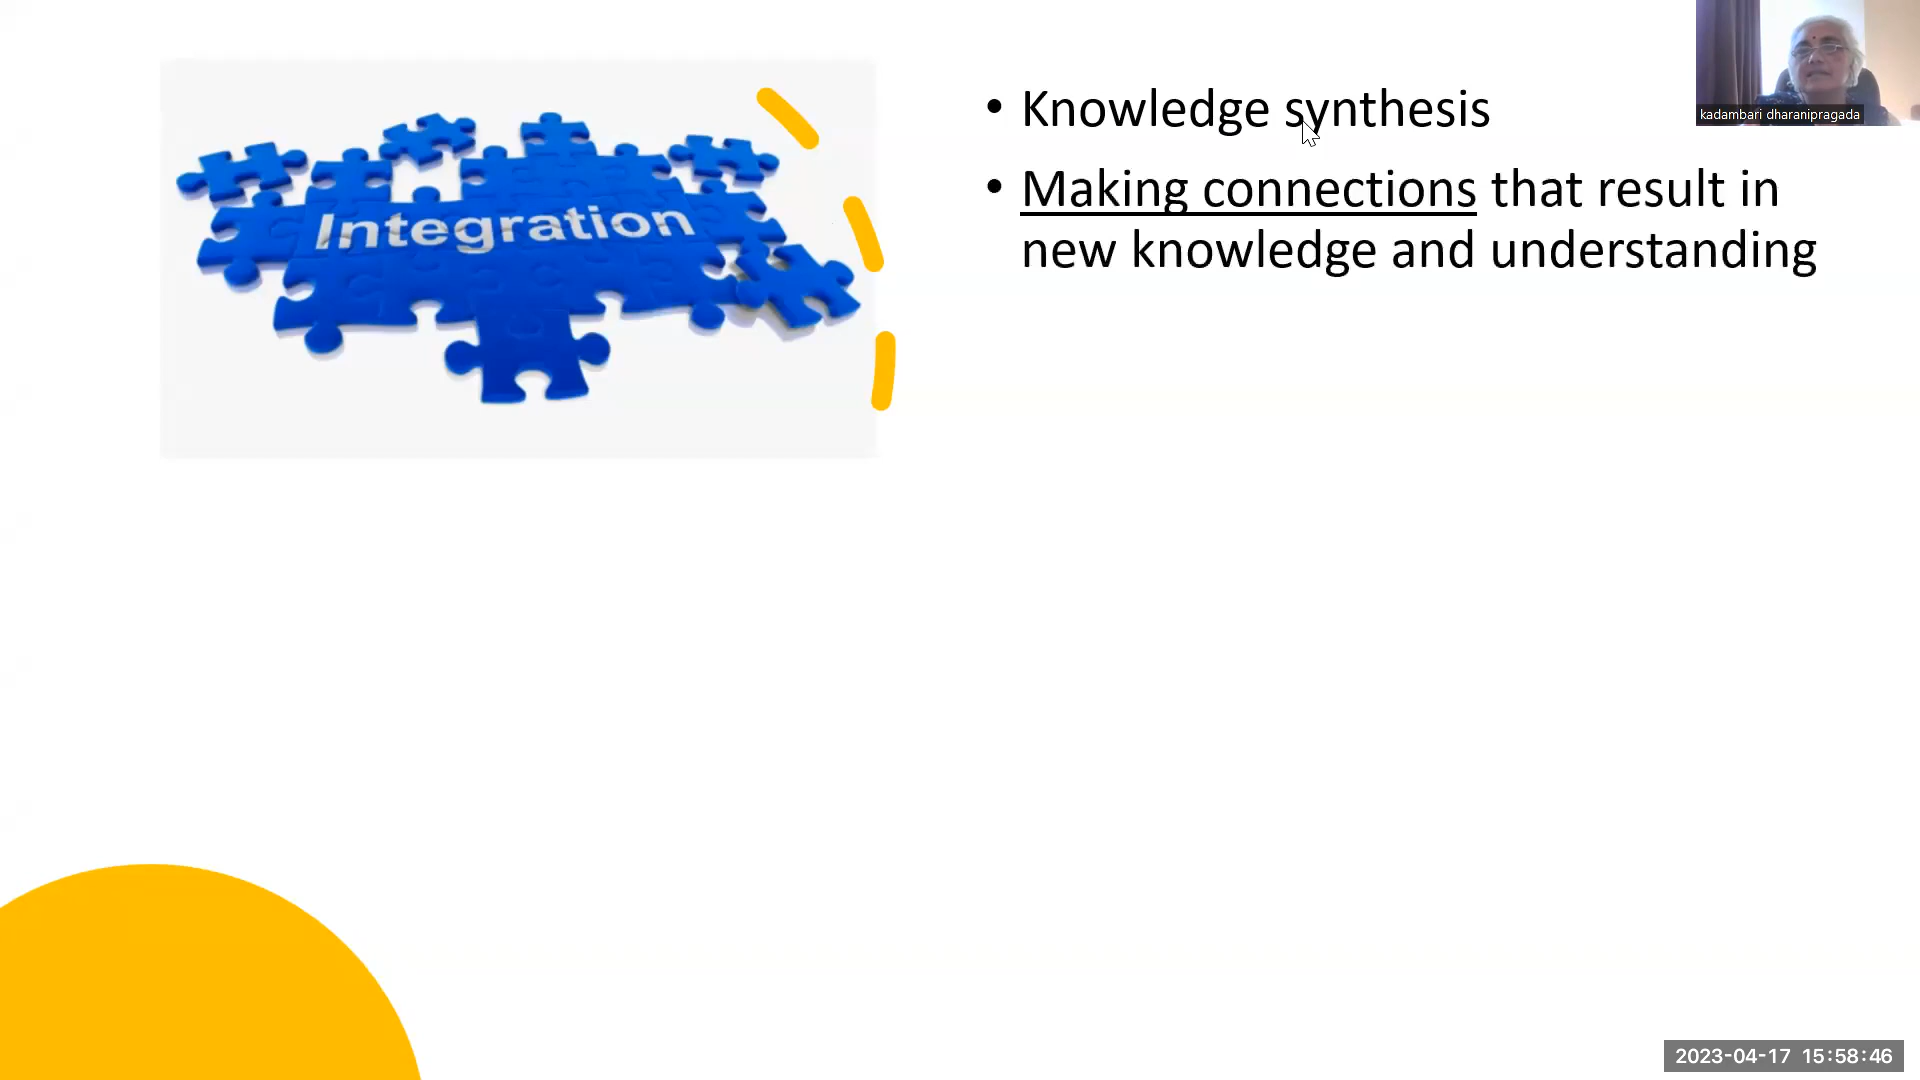 Integration
• Knowledge synthesis
• Making connections that result in
new knowledge and understanding
kadambari dharanipragada
2023-04-17 15:58:46